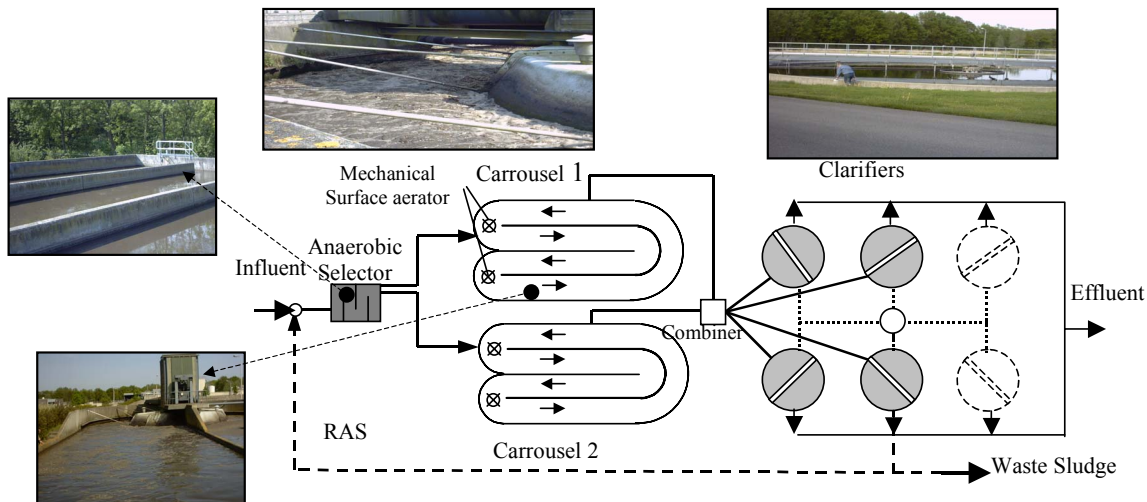 Clarifiers
Mechanical
Surface aerator
Carrousel 1
Anaerobic
Selector
Influent
Effluent
Combiner
RAS
Carrousel 2
Waste Sludge